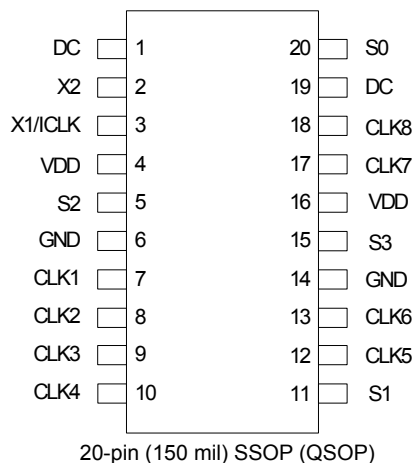 DC 1 20 S0
X2 2 19 DC
X1/ICLK 3 18 CLK8
VDD 4 17 CLK7
S2 5 16 VDD
GND 6 15 S3
CLK1 7 14 GND
CLK2 8 13 CLK6
CLK3 9 12 CLK5
CLK4 10 11 S1
20-pin (150 mil) SSOP (QSOP)